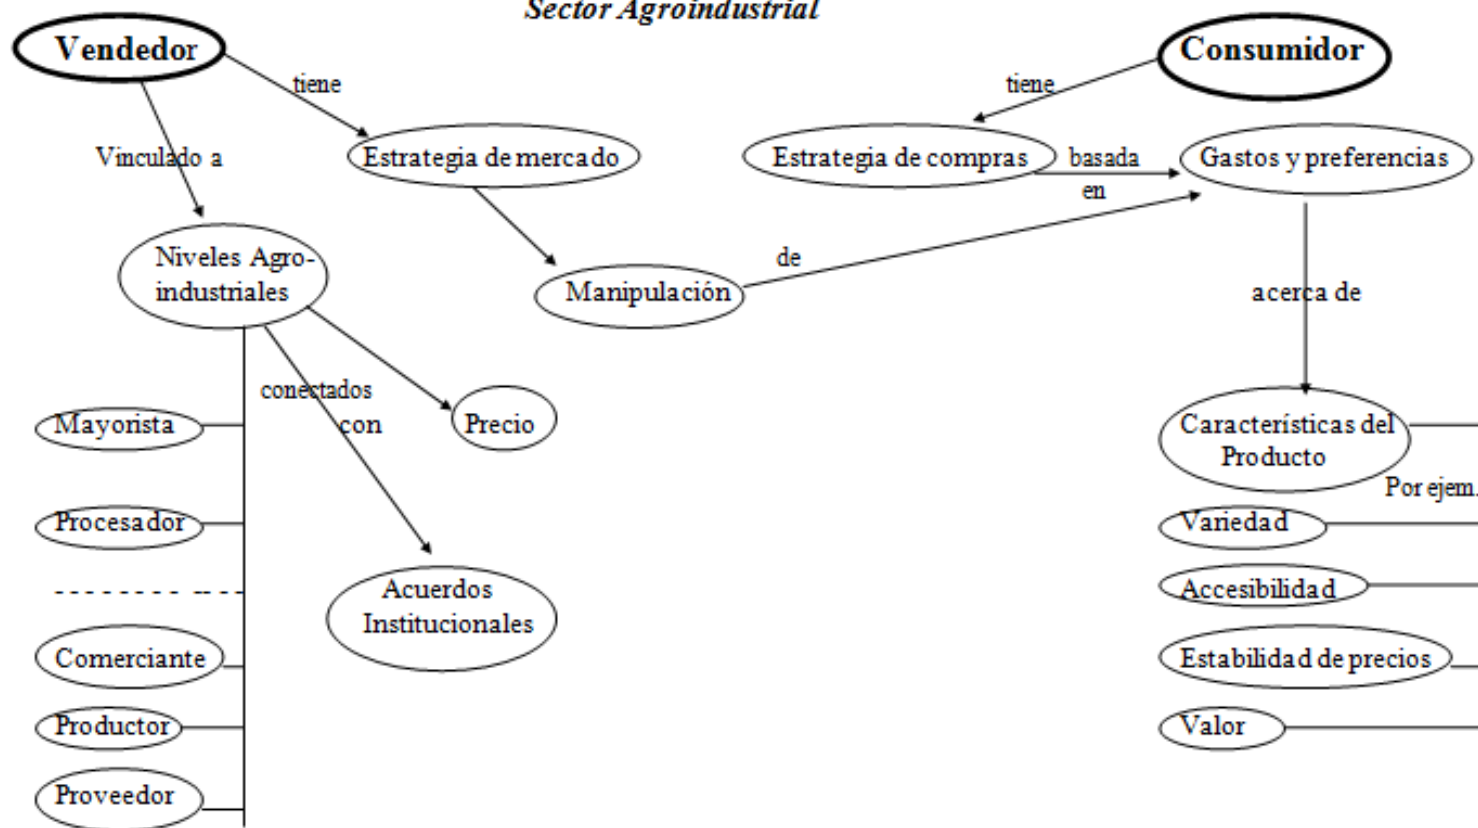 Sector Agroindustrial
Vendedor
Consumidor
tiene
tiene
Vinculado a
Estrategia de mercado
Estrategia de compras
basada
en
Gastos y preferencias
Niveles Agro-
industriales
de
Manipulación
acerca de
conectados
con
Precio
Mayorista
Características del
Producto
Por ejem.
Procesador
Variedad
Acuerdos
Institucionales
Accesibilidad
Comerciante
Estabilidad de precios
Productor
Valor
Proveedor